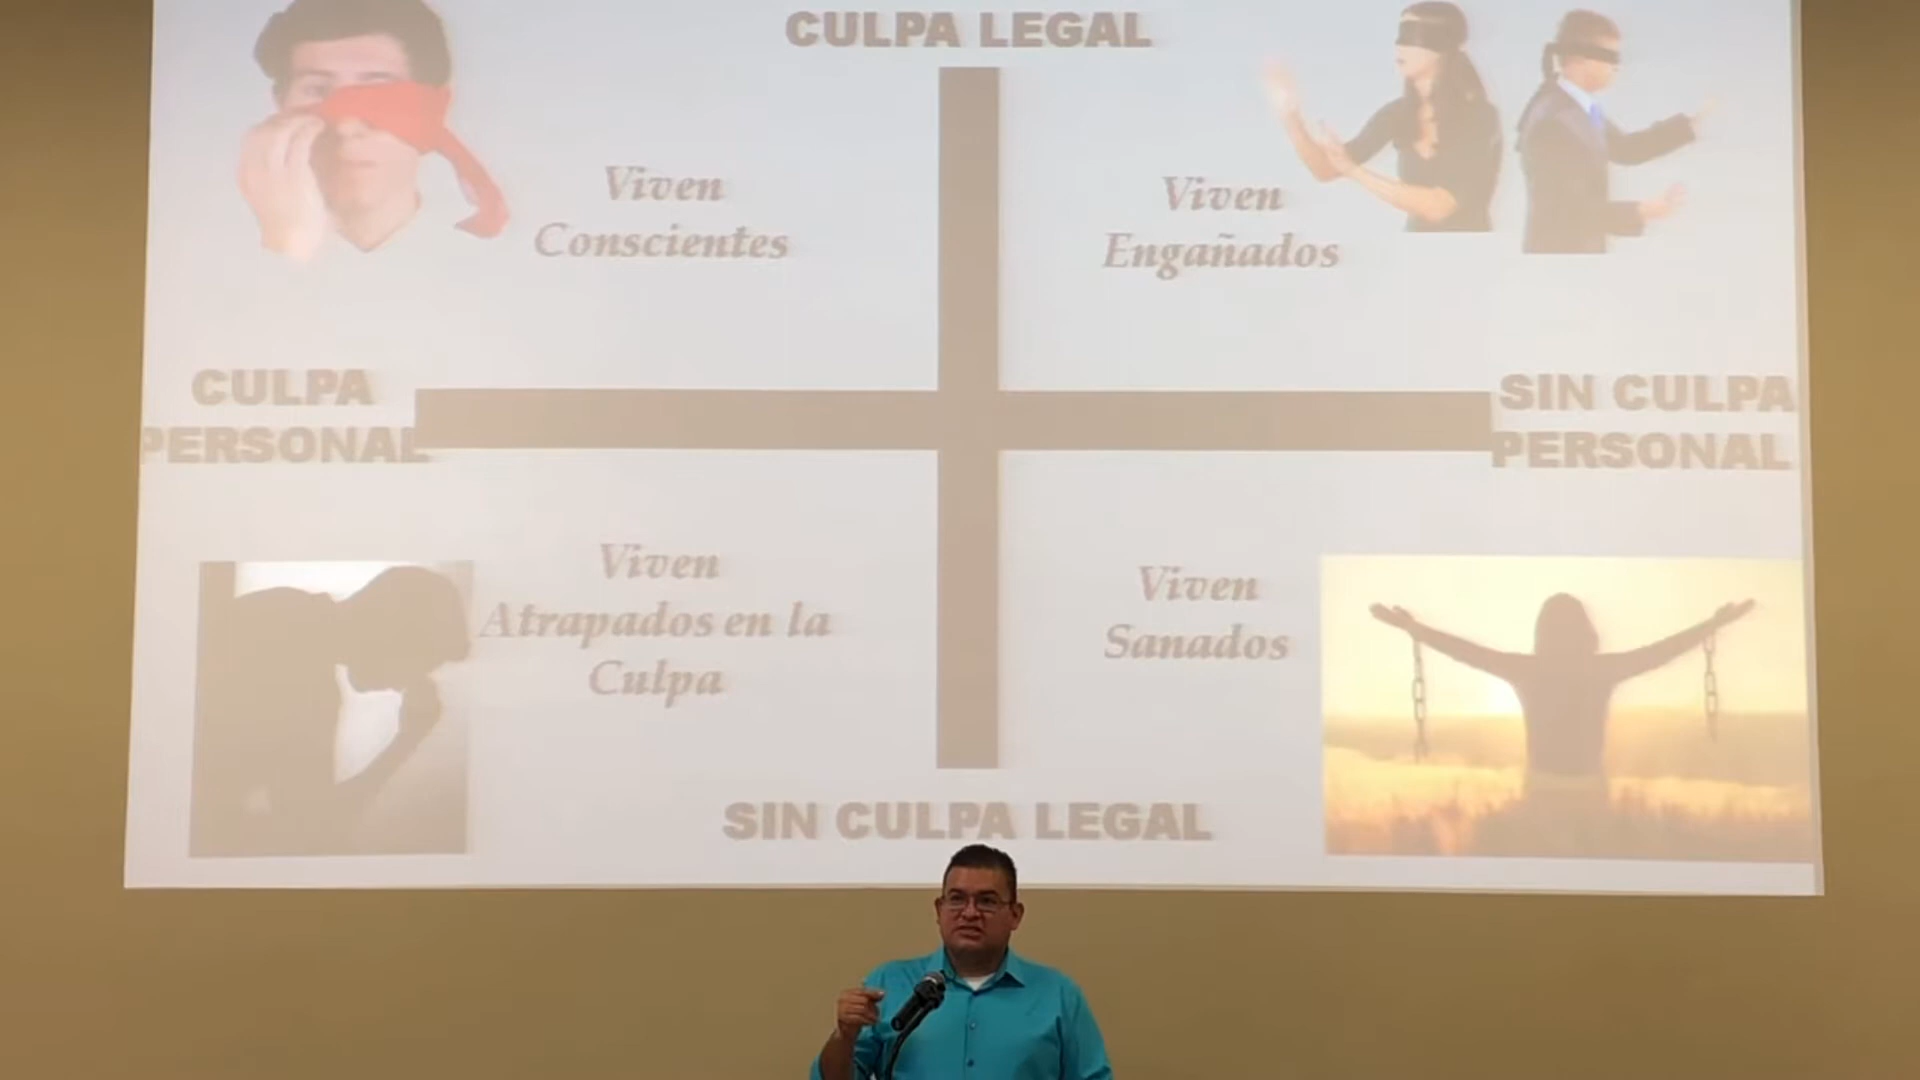 CULPA LEGAL
Viven
Conscientes
Viven
Engañados
CULPA
PERSONAL
SIN CULPA
PERSONAL
Viven
Atrapados en la
Culpa
Viven
Sanados
SIN CULPA LEGAL